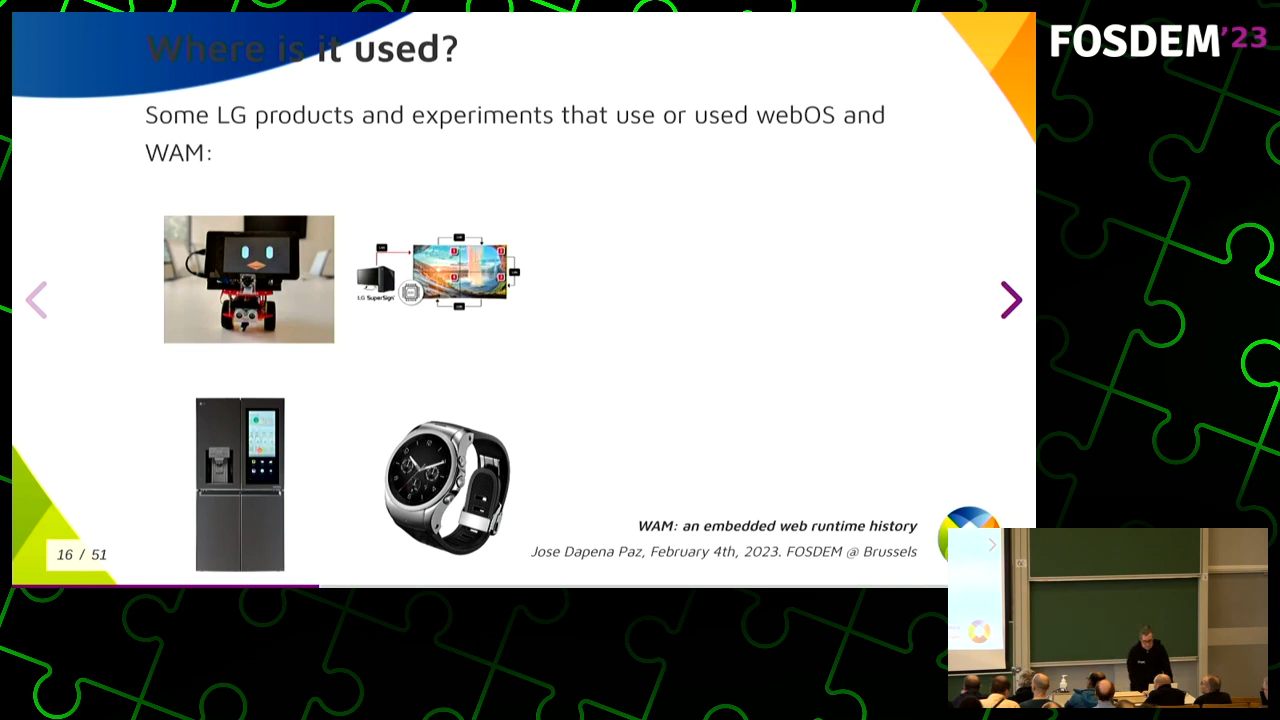 Where is it used?
FOSDEM'23
Some LG products and experiments that use or used webOS and
WAM:
LG SuperSign
WAM: an embedded web runtime history
Jose Dapena Paz, February 4th, 2023. FOSDEM @ Brussels
16 / 51